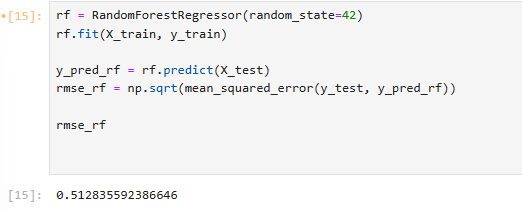 [15]: rf = RandomForestRegressor(random_state=42)
rf.fit(X_train, y_train)
y_pred_rf = rf.predict(X_test)
rmse_rf = np.sqrt(mean_squared_error(y_test, y_pred_rf))
rmse_rf
[15]: 0.512835592386646